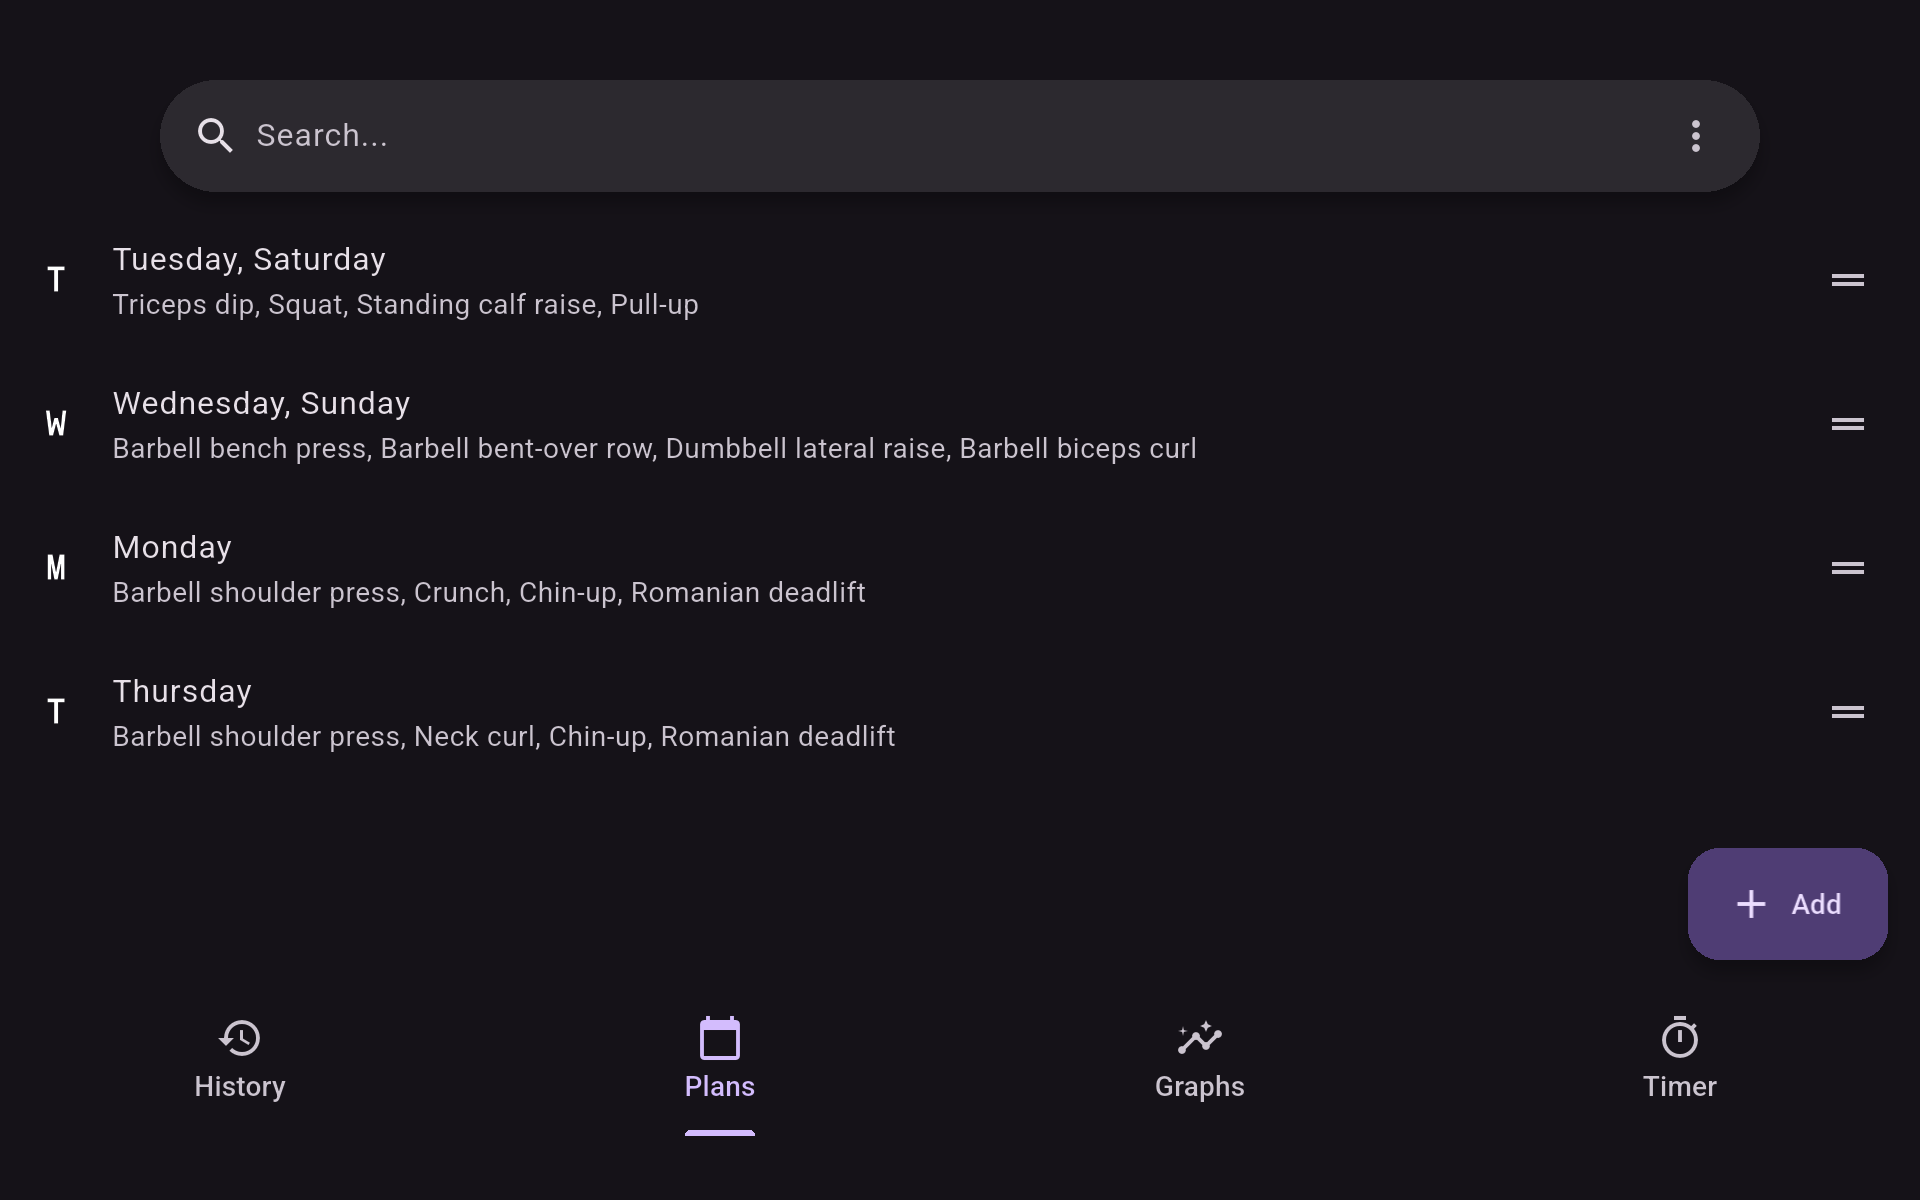 Search...
T
Tuesday, Saturday
Triceps dip, Squat, Standing calf raise, Pull-up
W
Wednesday, Sunday
Barbell bench press, Barbell bent-over row, Dumbbell lateral raise, Barbell biceps curl
M
Monday
Barbell shoulder press, Crunch, Chin-up, Romanian deadlift
T
Thursday
Barbell shoulder press, Neck curl, Chin-up, Romanian deadlift
Add
History
Plans
Graphs
Timer